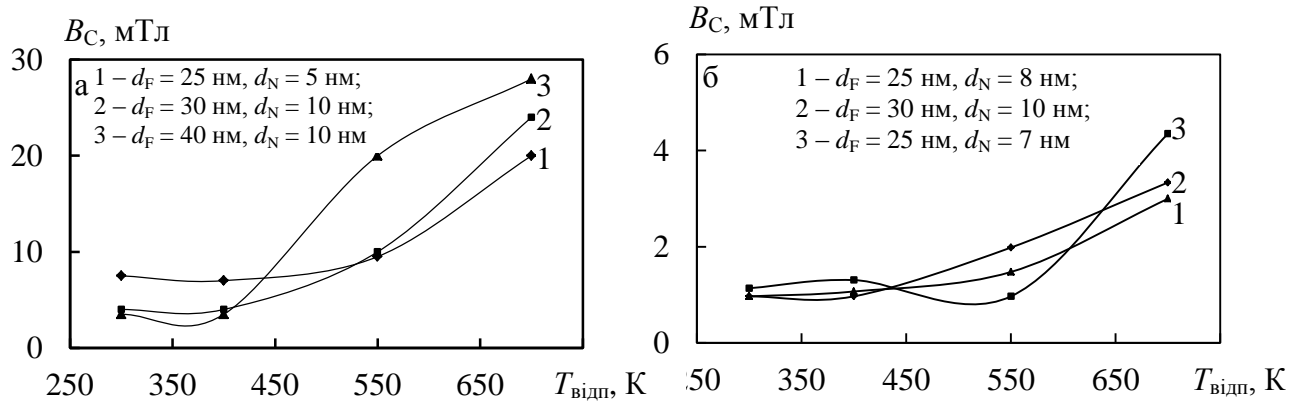 B_C, мТл
30
20
10
0
а
1 – d_F = 25 нм, d_N = 5 нм;
2 – d_F = 30 нм, d_N = 10 нм;
3 – d_F = 40 нм, d_N = 10 нм
3
2
1
250 350 450 550 650 T_відп, К
B_C, мТл
6
4
2
0
б
1 – d_F = 25 нм, d_N = 8 нм;
2 – d_F = 30 нм, d_N = 10 нм;
3 – d_F = 25 нм, d_N = 7 нм
3
2
1
250 350 450 550 650 T_відп, К